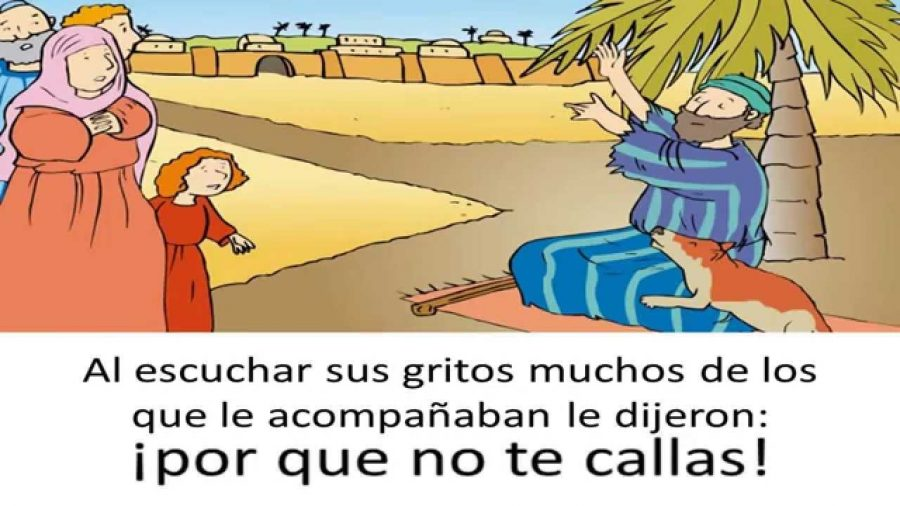 Al escuchar sus gritos muchos de los
que le acompañaban le dijeron:
¡por que no te callas!